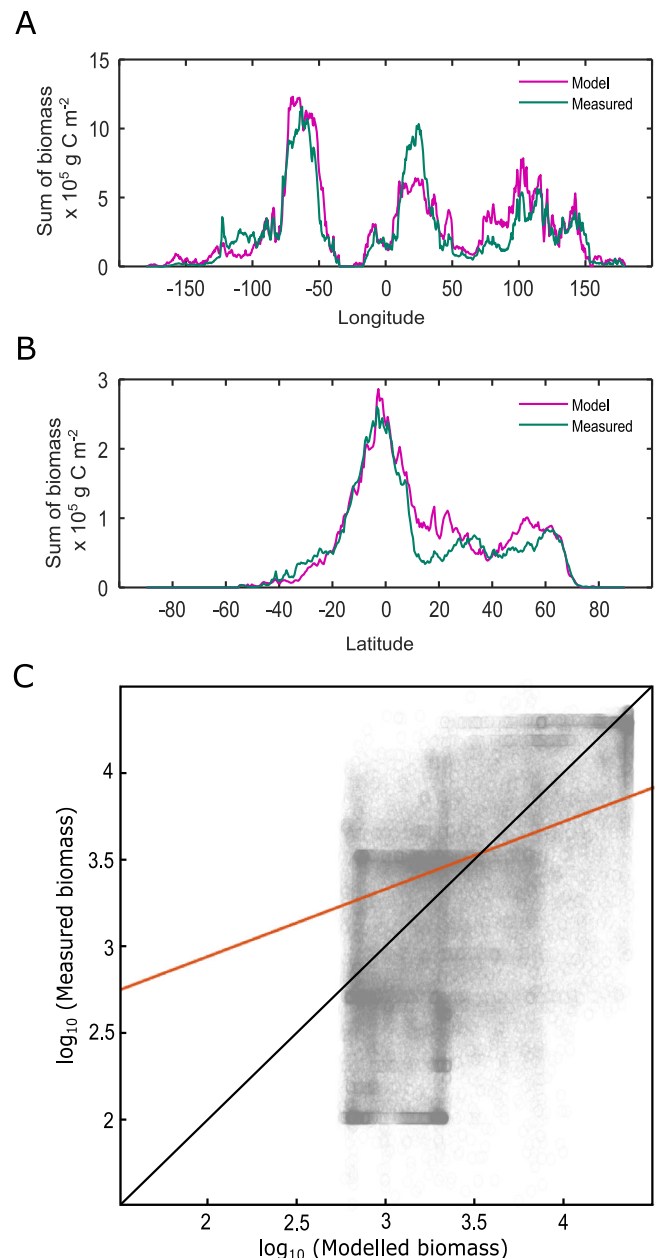 A
Sum of biomass
x 10⁵ g C m⁻²
15
10
5
0
Model
Measured
-150 -100 -50 0 50 100 150
Longitude
B
Sum of biomass
x 10⁵ g C m⁻²
3
2
1
0
Model
Measured
-80 -60 -40 -20 0 20 40 60 80
Latitude
C
log₁₀ (Measured biomass)
4
3.5
3
2.5
2
2 2.5 3 3.5 4
log₁₀ (Modelled biomass)